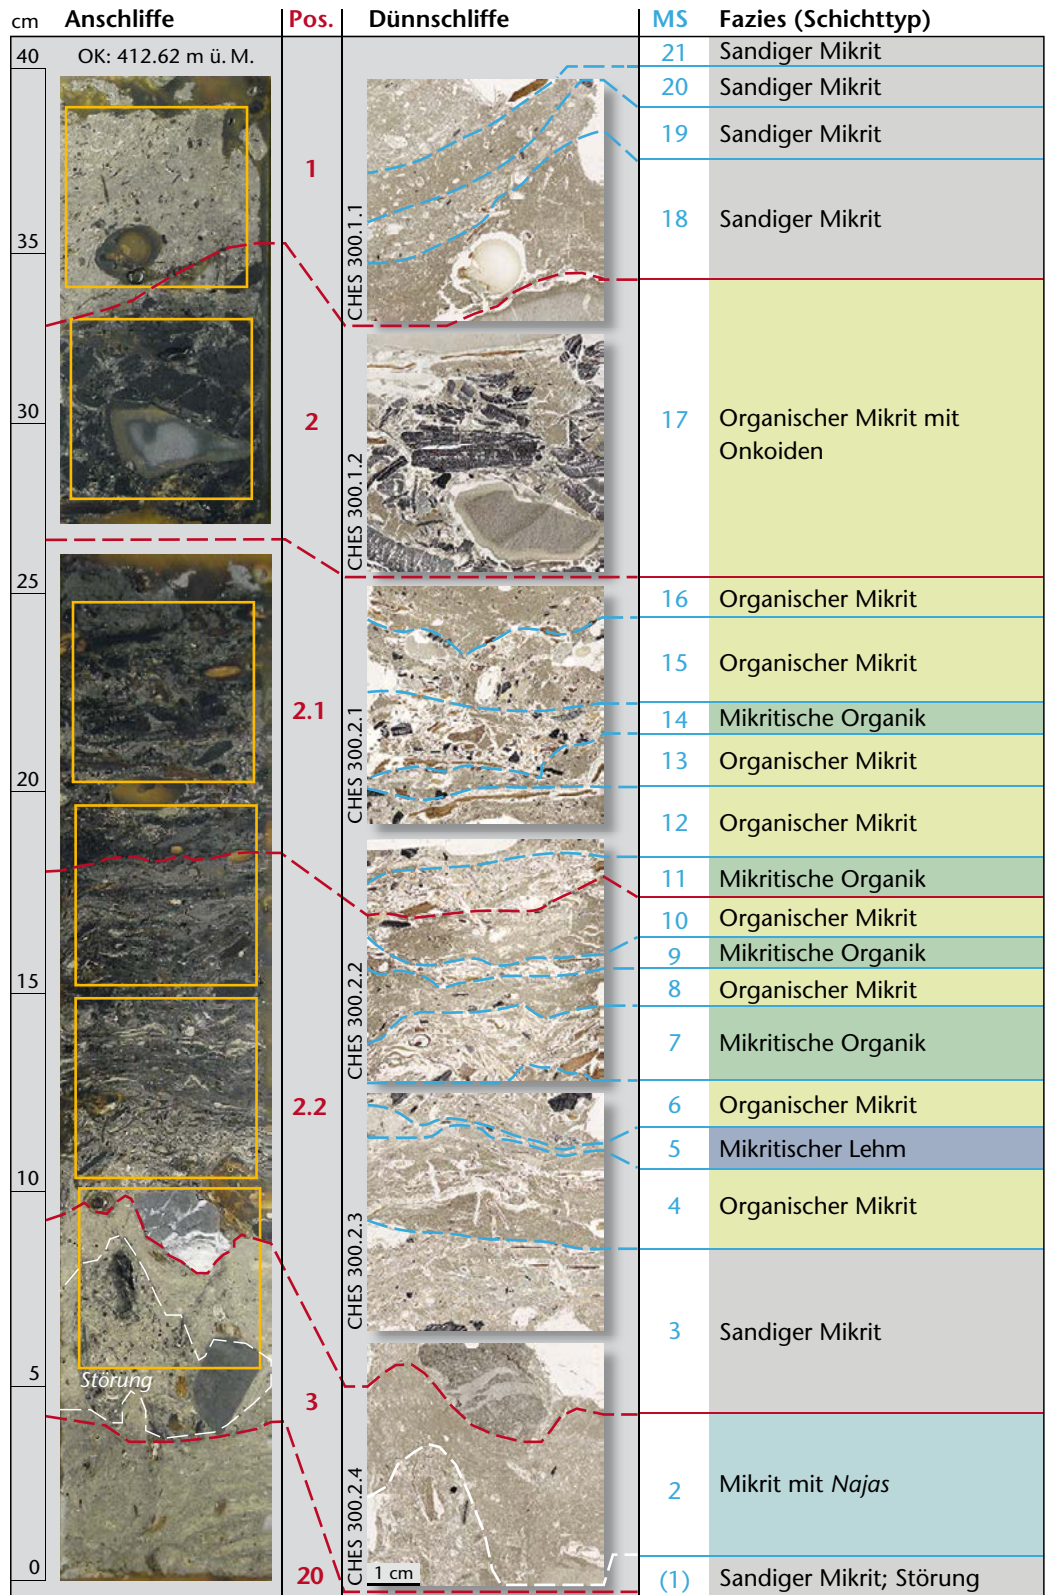 cm Anschliffe Pos. Dünnschliffe MS Fazies (Schichttyp)
40 OK: 412.62 m ü. M. 21 Sandiger Mikrit
20 Sandiger Mikrit
19 Sandiger Mikrit
1
18 Sandiger Mikrit
35
CHES 300.1.1
30 2 17 Organischer Mikrit mit
Onkoiden
CHES 300.1.2
25 16 Organischer Mikrit
15 Organischer Mikrit
2.1 14 Mikritische Organik
13 Organischer Mikrit
CHES 300.2.1
20 12 Organischer Mikrit
11 Mikritische Organik
10 Organischer Mikrit
9 Mikritische Organik
15 8 Organischer Mikrit
CHES 300.2.2
7 Mikritische Organik
2.2 6 Organischer Mikrit
5 Mikritischer Lehm
10 4 Organischer Mikrit
CHES 300.2.3
3 Sandiger Mikrit
5 Störung
3
2 Mikrit mit Najas
CHES 300.2.4
0 20 1 cm (1) Sandiger Mikrit; Störung